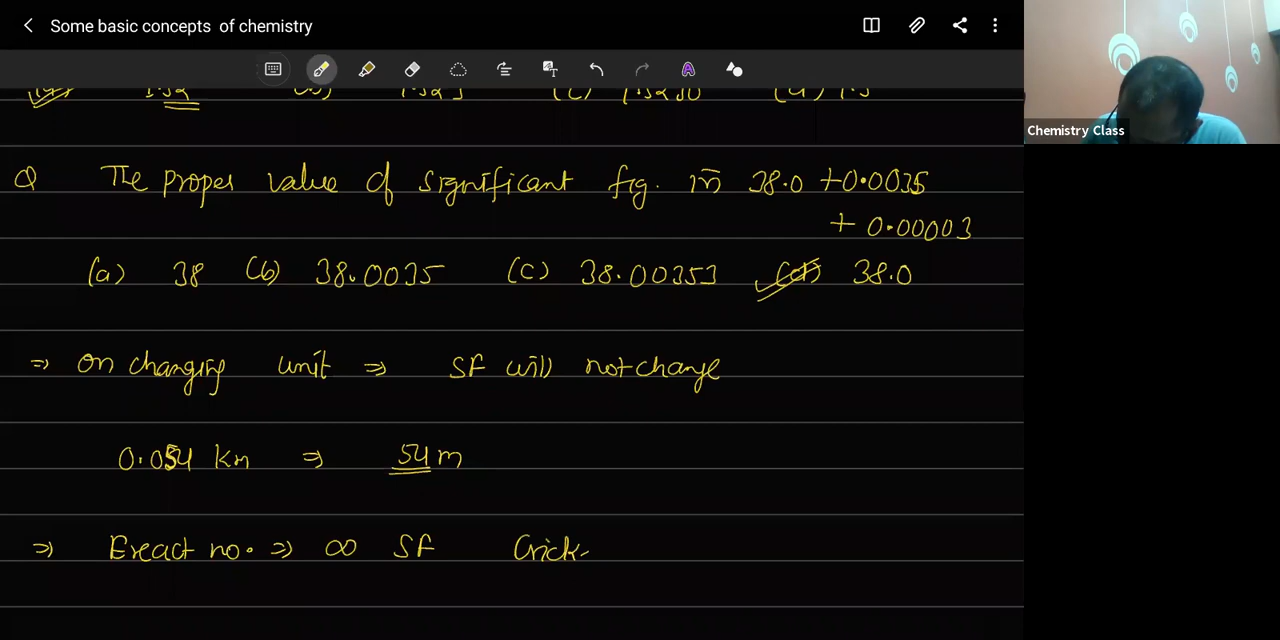 Some basic concepts of chemistry
Chemistry Class
Q The proper value of significant fig. in 38.0 + 0.0035
+ 0.00003
(a) 38 (b) 38.0035 (c) 38.00353 (d) 38.0
⇒ on changing unit ⇒ SF will not change
0.054 km ⇒ 54 m
⇒ Exact no. ⇒ ∞ SF Crick